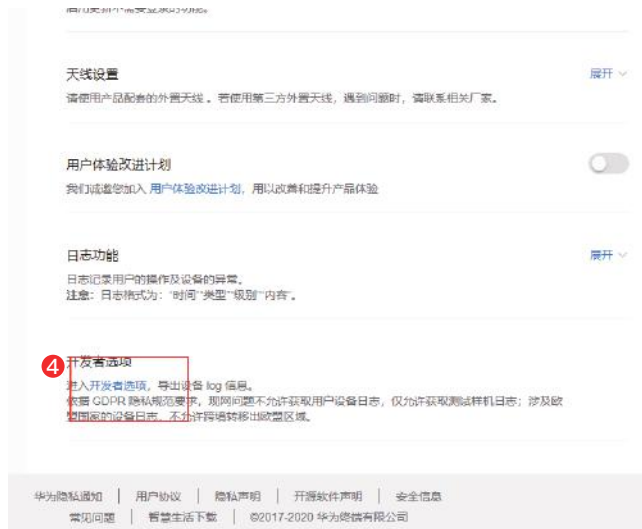 天线设置
展开
请使用产品配套的外置天线。若使用第三方外置天线，遇到问题时，请联系相关厂家。
用户体验改进计划
我们诚邀您加入 用户体验改进计划，用以改善和提升产品体验
日志功能
展开
日志记录用户的操作及设备的异常。
注意：日志格式为："时间""类型""级别""内容"。
4
开发者选项
进入开发者选项，导出设备 log 信息。
依据 GDPR 隐私规范要求，现网问题不允许获取用户设备日志，仅允许获取测试样机日志；涉及欧
盟国家的设备日志，不允许跨境转移出欧盟区域。
华为隐私通知 | 用户协议 | 隐私声明 | 开源软件声明 | 安全信息
常见问题 | 智慧生活下载 | ©2017-2020 华为终端有限公司